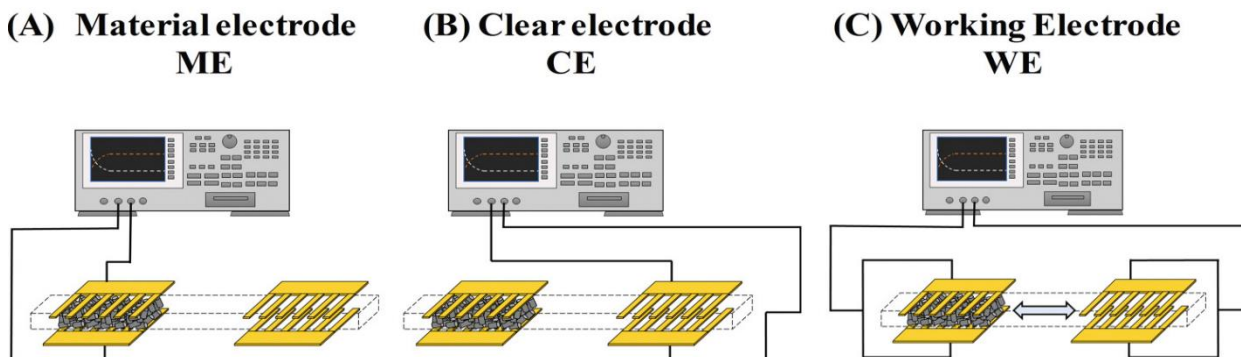 (A) Material electrode
ME
(B) Clear electrode
CE
(C) Working Electrode
WE